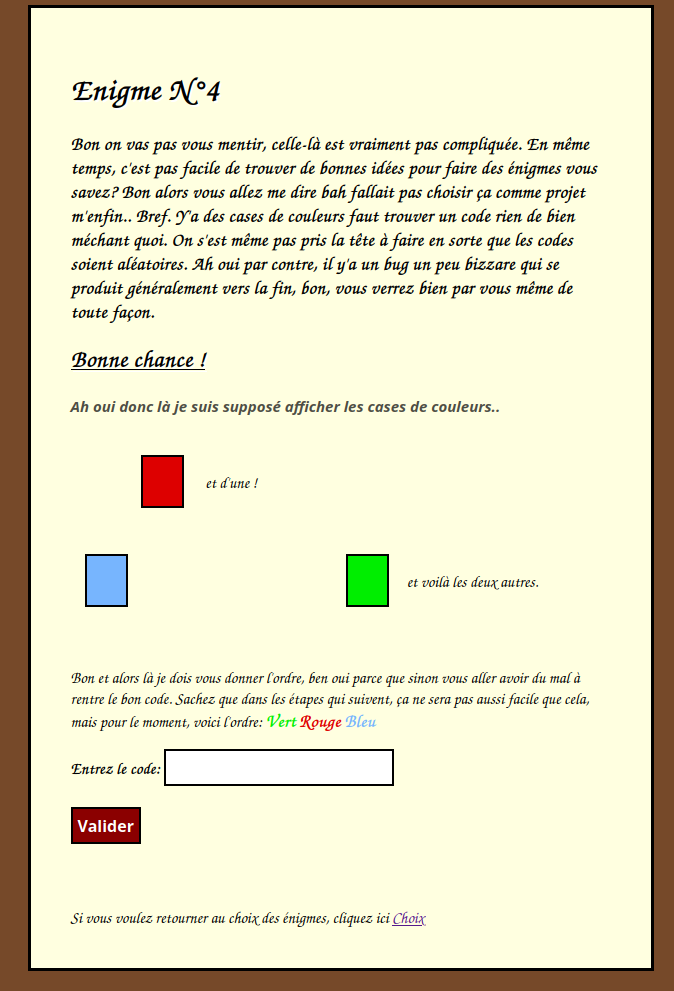 Enigme N°4
Bon on vas pas vous mentir, celle-là est vraiment pas compliquée. En même
temps, c'est pas facile de trouver de bonnes idées pour faire des énigmes vous
savez? Bon alors vous allez me dire bah fallait pas choisir ça comme projet
m'enfin.. Bref. Y'a des cases de couleurs faut trouver un code rien de bien
méchant quoi. On s'est même pas pris la tête à faire en sorte que les codes
soient aléatoires. Ah oui par contre, il y'a un bug un peu bizzare qui se
produit généralement vers la fin, bon, vous verrez bien par vous même de
toute façon.
Bonne chance !
Ah oui donc là je suis supposé afficher les cases de couleurs..
et d'une !
et voilà les deux autres.
Bon et alors là je dois vous donner l'ordre, ben oui parce que sinon vous aller avoir du mal à
rentre le bon code. Sachez que dans les étapes qui suivent, ça ne sera pas aussi facile que cela,
mais pour le moment, voici l'ordre: Vert Rouge Bleu
Entrez le code:
Valider
Si vous voulez retourner au choix des énigmes, cliquez ici Choix